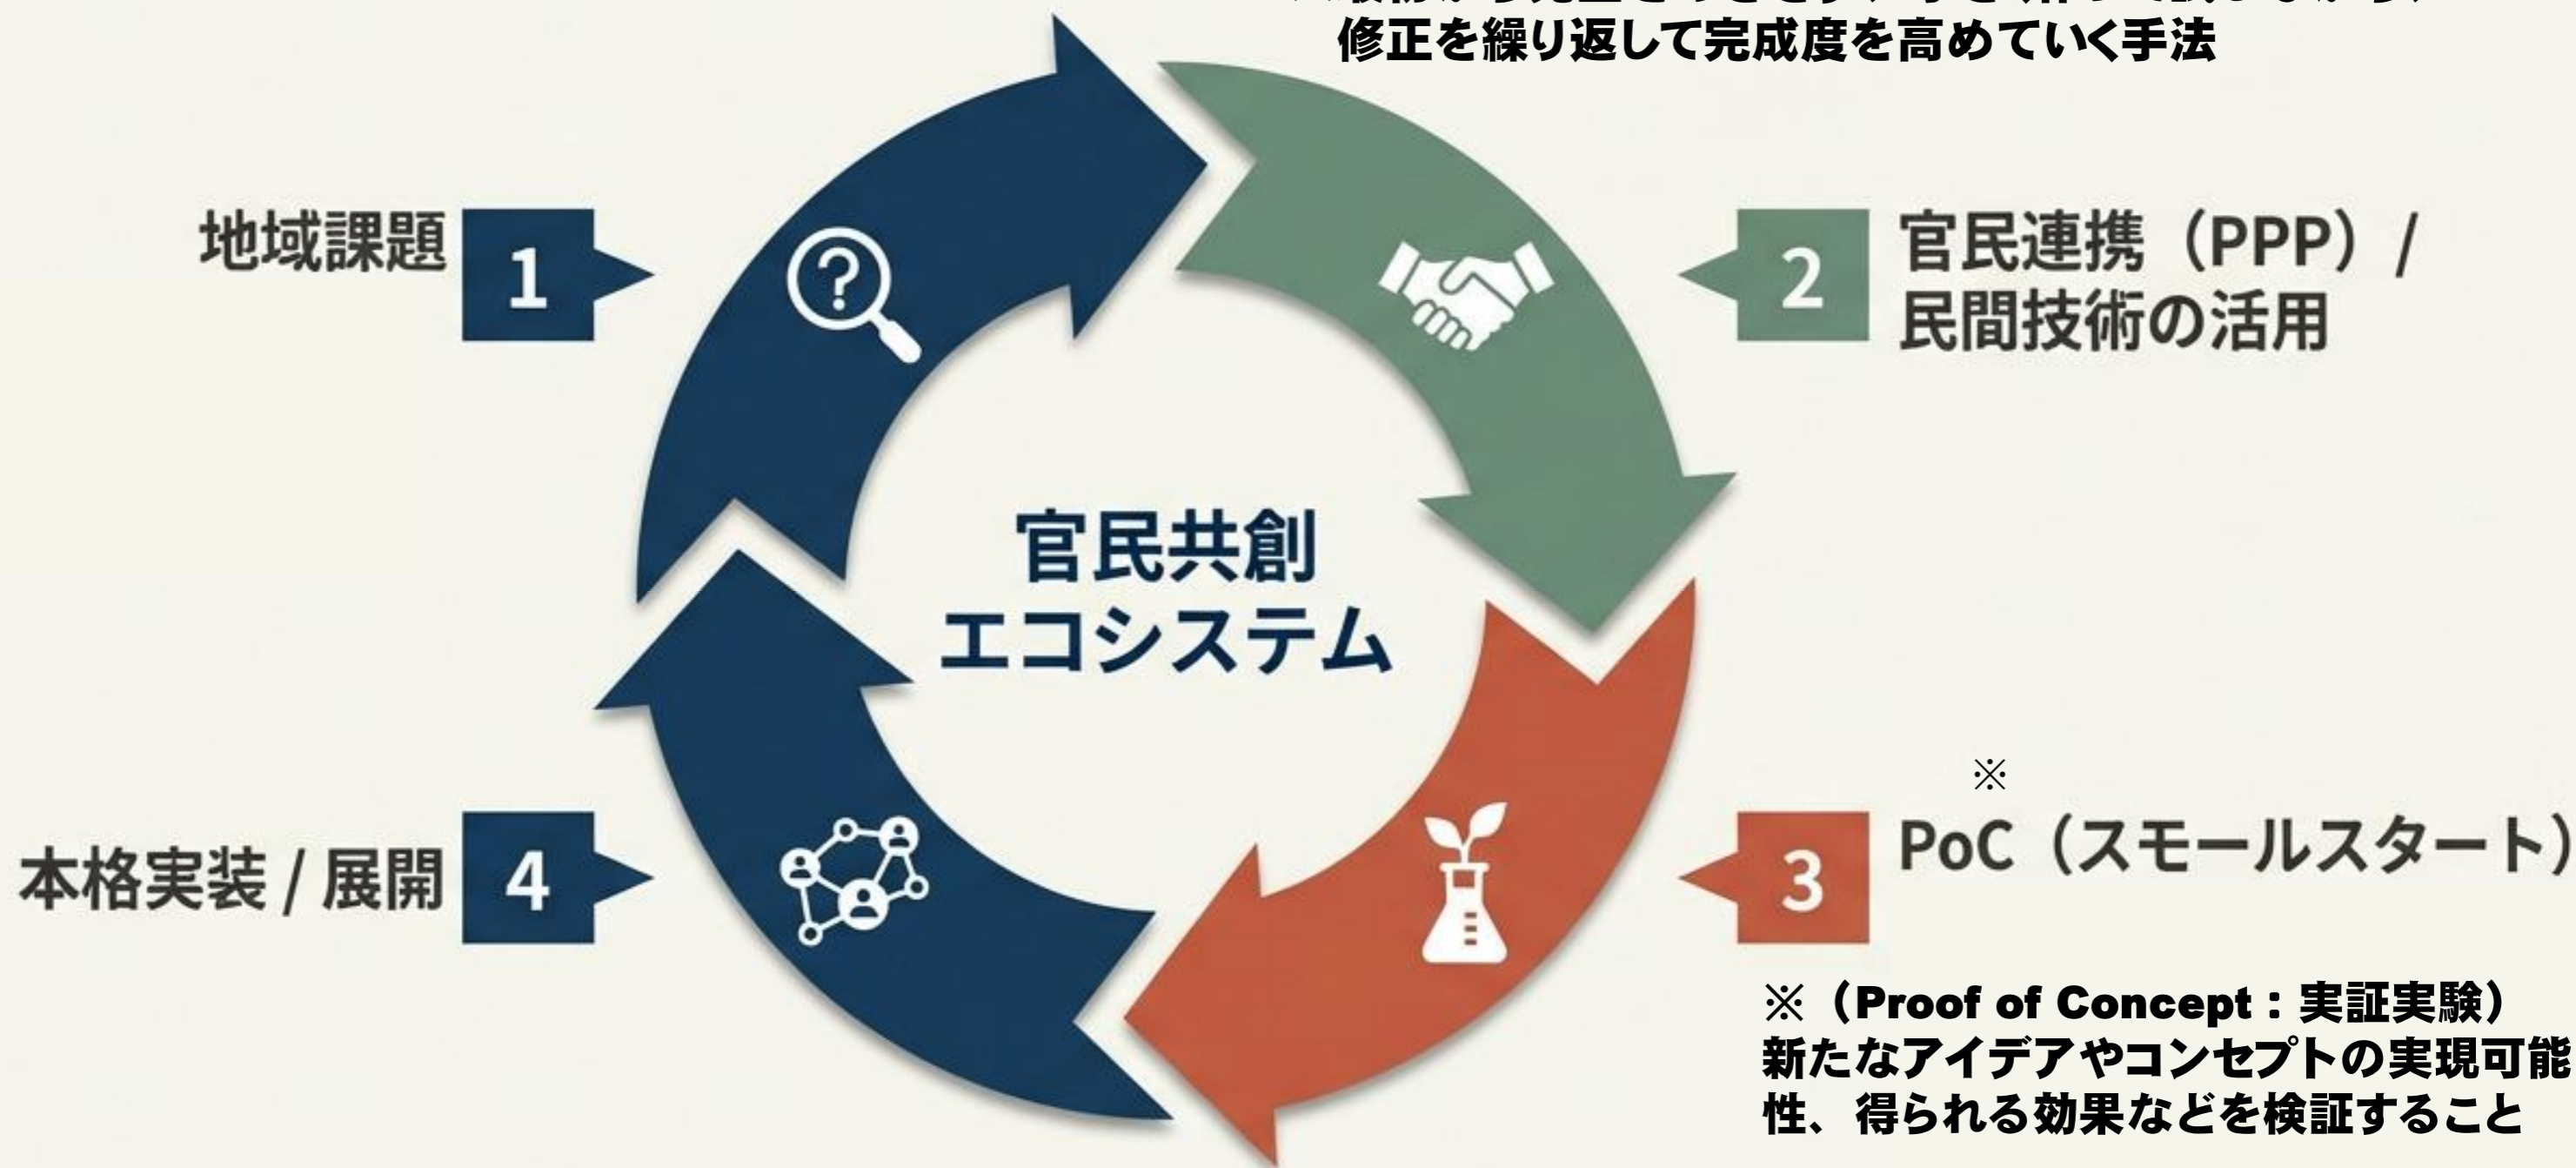 修正を繰り返して完成度を高めていく手法
地域課題
1
2
官民連携（PPP）/
民間技術の活用
官民共創
エコシステム
※
3
PoC（スモールスタート）
本格実装 / 展開
4
※（Proof of Concept：実証実験）
新たなアイデアやコンセプトの実現可能
性、得られる効果などを検証すること